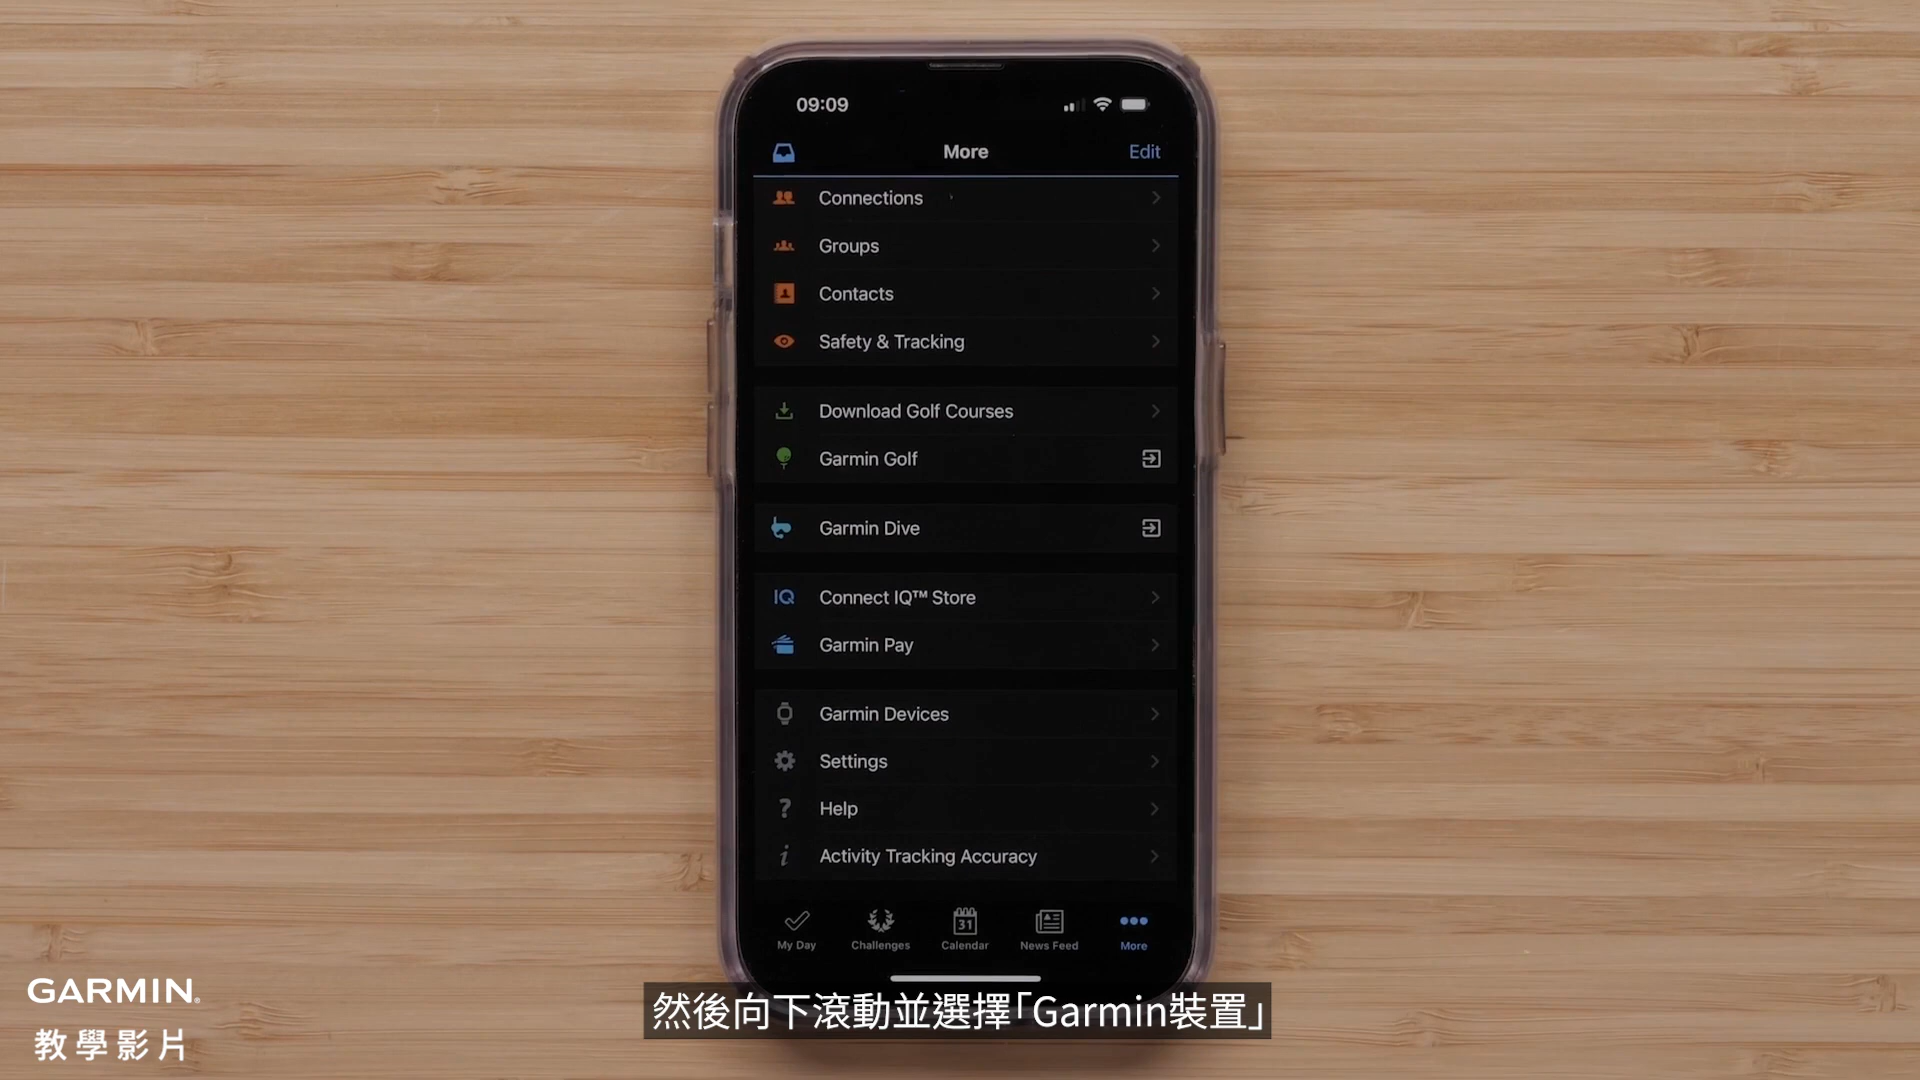 09:09
More
Edit
Connections
Groups
Contacts
Safety & Tracking
Download Golf Courses
Garmin Golf
Garmin Dive
IQ Connect IQ™ Store
Garmin Pay
Garmin Devices
Settings
? Help
i Activity Tracking Accuracy
31
My Day
Challenges
Calendar
News Feed
More
GARMIN®
教學影片
然後向下滾動並選擇「Garmin裝置」